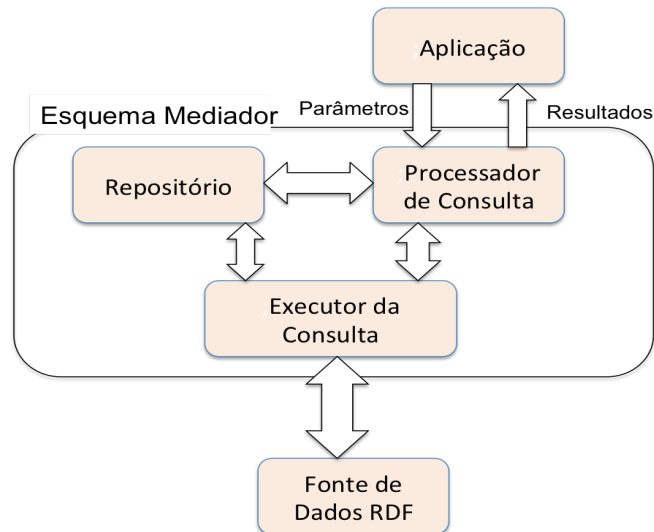 Aplicação
Esquema Mediador
Parâmetros
Resultados
Repositório
Processador
de Consulta
Executor da
Consulta
Fonte de
Dados RDF